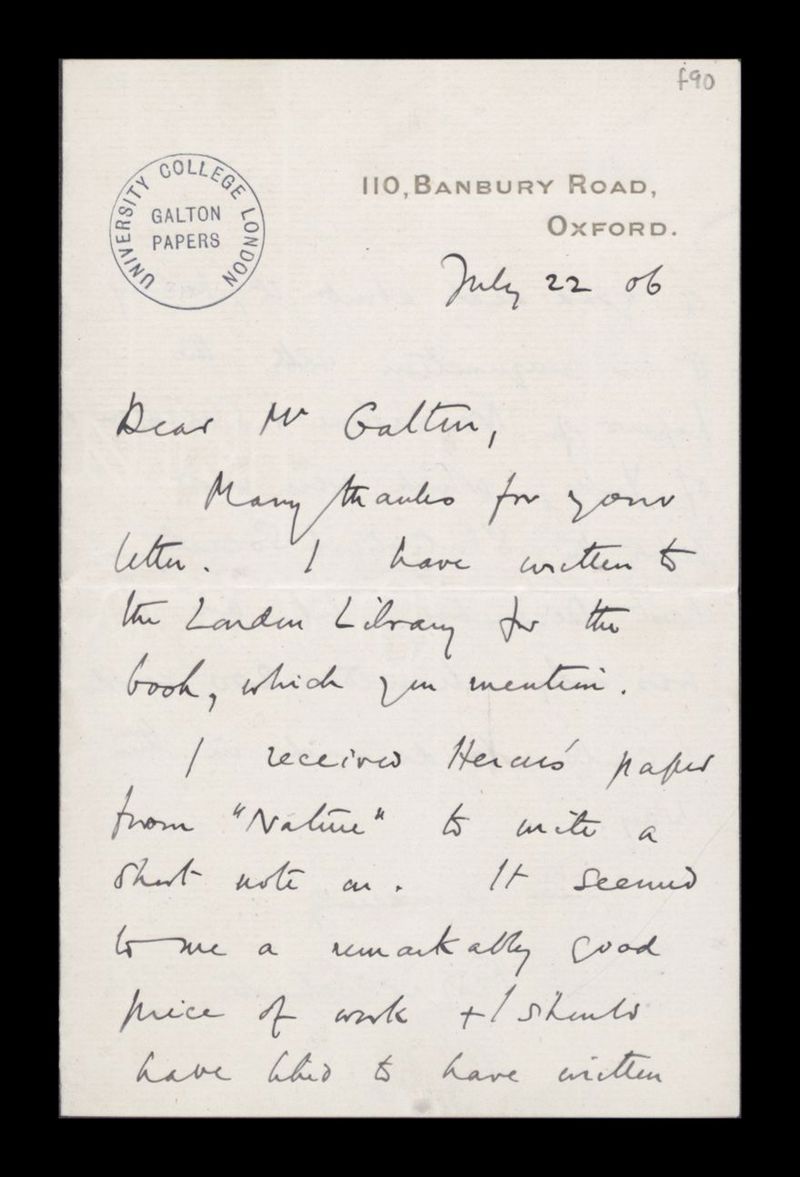 f90
UNIVERSITY COLLEGE LONDON
GALTON
PAPERS
110, BANBURY ROAD,
OXFORD.
July 22 06
Dear Mr Galton,
Many thanks for your
letter. I have written to
the London Library for the
book, which you mention.
I received Heron's paper
from "Nature" to write a
short note on. It seemed
to me a remarkably good
piece of work + I should
have liked to have written